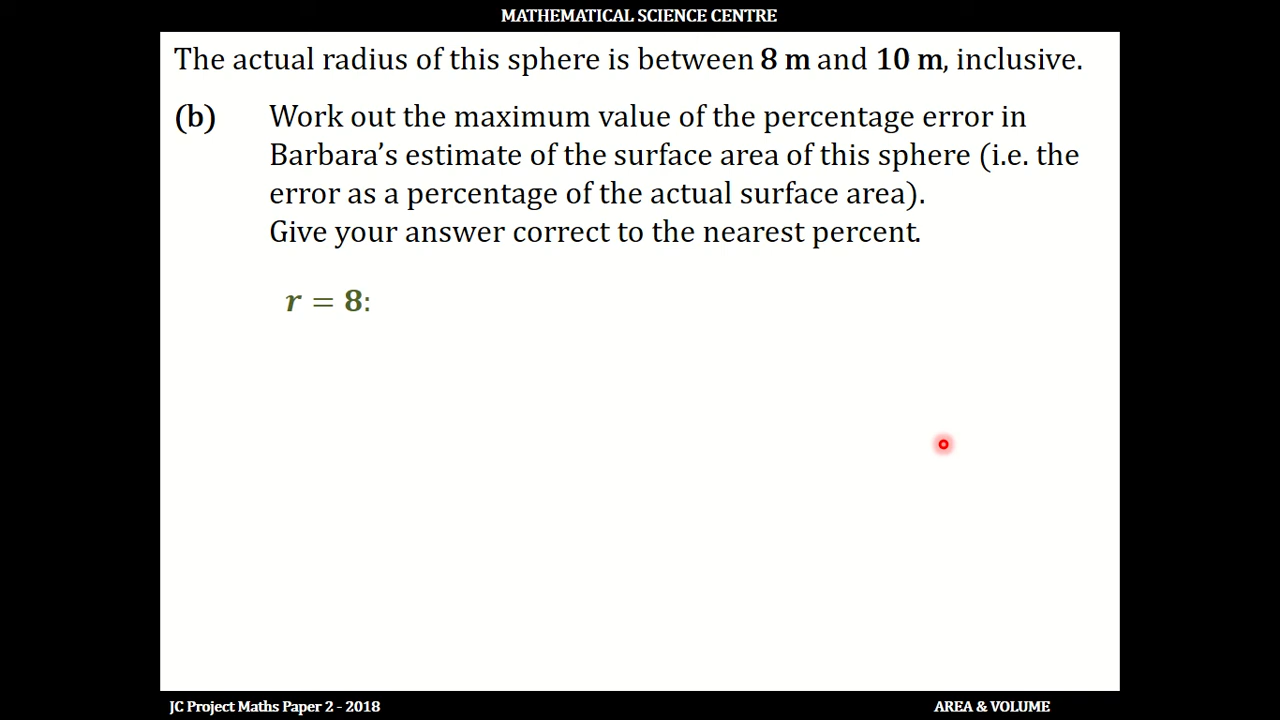 MATHEMATICAL SCIENCE CENTRE
The actual radius of this sphere is between 8 m and 10 m, inclusive.
(b) Work out the maximum value of the percentage error in
Barbara’s estimate of the surface area of this sphere (i.e. the
error as a percentage of the actual surface area).
Give your answer correct to the nearest percent.
r = 8:
JC Project Maths Paper 2 - 2018 AREA & VOLUME